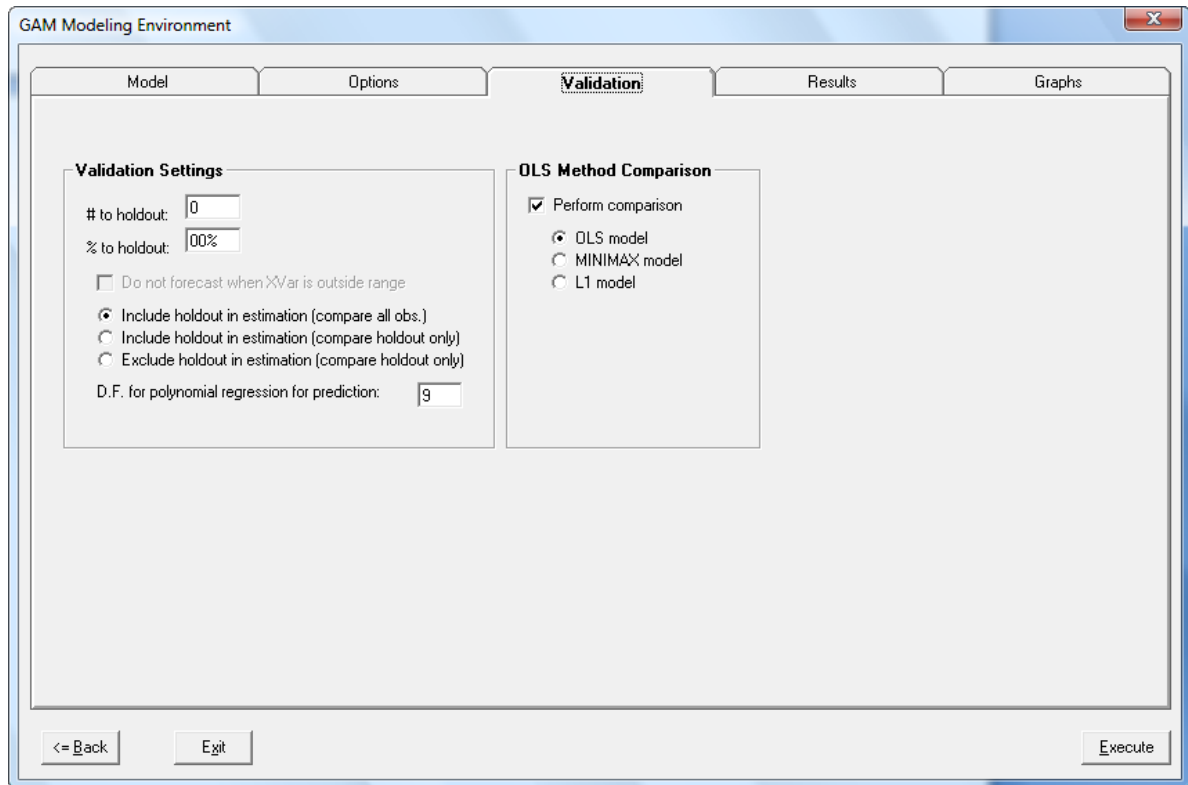 GAM Modeling Environment
Model Options Validation Results Graphs
Validation Settings
# to holdout: 0
% to holdout: 00%
Do not forecast when XVar is outside range
Include holdout in estimation (compare all obs.)
Include holdout in estimation (compare holdout only)
Exclude holdout in estimation (compare holdout only)
D.F. for polynomial regression for prediction: 9
OLS Method Comparison
Perform comparison
OLS model
MINIMAX model
L1 model
<= Back Exit Execute